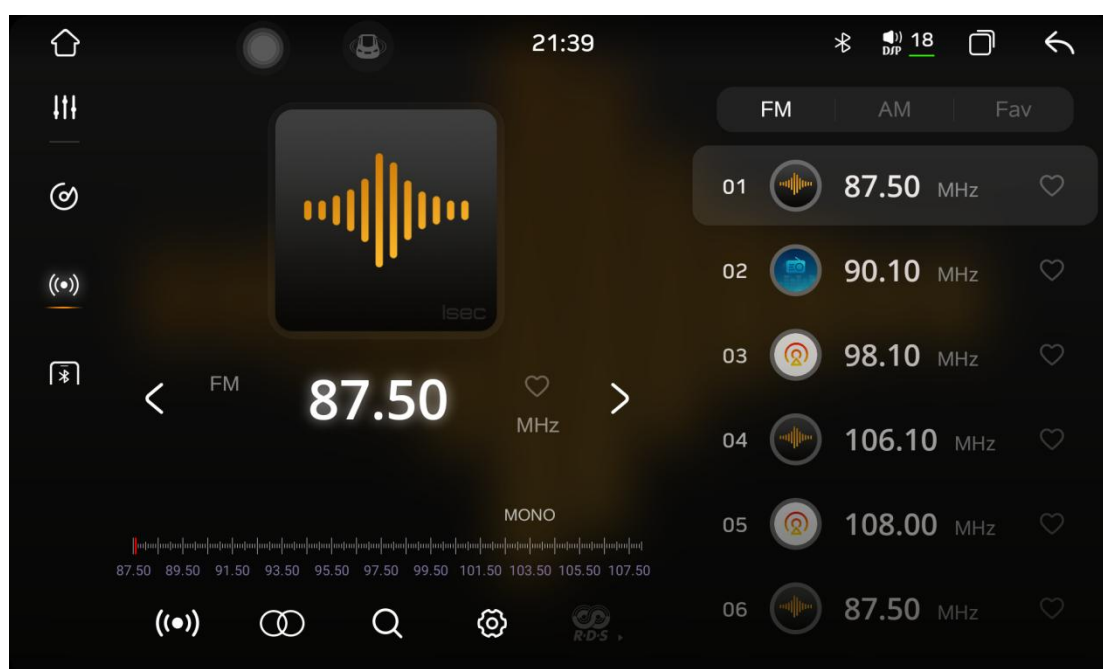 21:39
DSP 18
FM AM Fav
01 87.50 MHz
02 90.10 MHz
03 98.10 MHz
04 106.10 MHz
05 108.00 MHz
06 87.50 MHz
ısec
FM 87.50 MHz
MONO
87.50 89.50 91.50 93.50 95.50 97.50 99.50 101.50 103.50 105.50 107.50
R·D·S